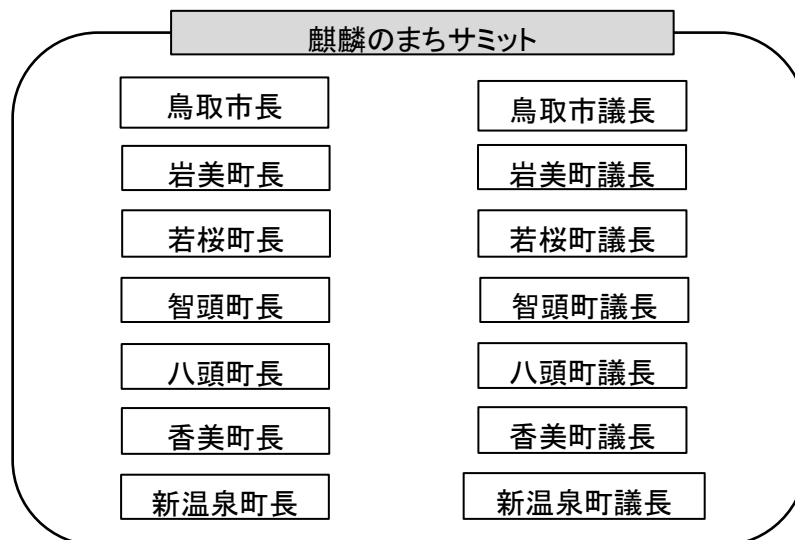 麒麟のまちサミット
鳥取市長
鳥取市議長
岩美町長
岩美町議長
若桜町長
若桜町議長
智頭町長
智頭町議長
八頭町長
八頭町議長
香美町長
香美町議長
新温泉町長
新温泉町議長